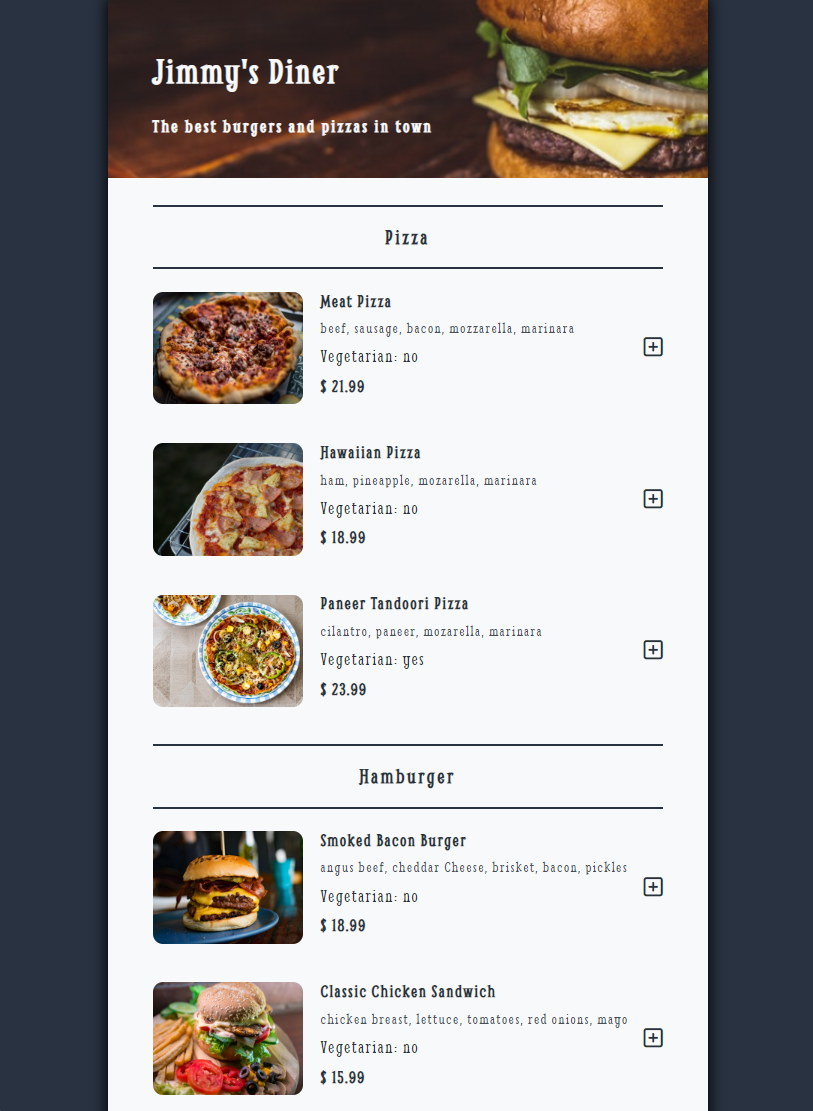 Jimmy's Diner
The best burgers and pizzas in town
Pizza
Meat Pizza
beef, sausage, bacon, mozzarella, marinara
Vegetarian: no
$ 21.99
Hawaiian Pizza
ham, pineapple, mozarella, marinara
Vegetarian: no
$ 18.99
Paneer Tandoori Pizza
cilantro, paneer, mozarella, marinara
Vegetarian: yes
$ 23.99
Hamburger
Smoked Bacon Burger
angus beef, cheddar Cheese, brisket, bacon, pickles
Vegetarian: no
$ 18.99
Classic Chicken Sandwich
chicken breast, lettuce, tomatoes, red onions, mayo
Vegetarian: no
$ 15.99